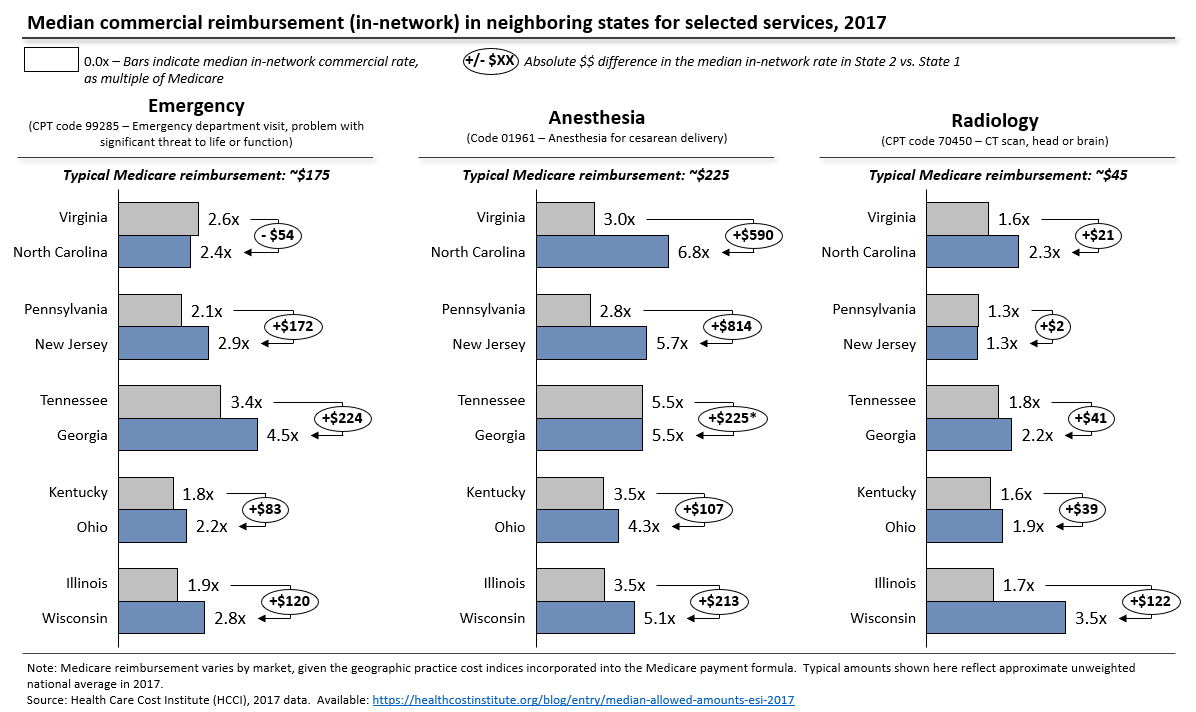 Median commercial reimbursement (in-network) in neighboring states for selected services, 2017
0.0x – Bars indicate median in-network commercial rate,
as multiple of Medicare
+/- $XX
Absolute $$ difference in the median in-network rate in State 2 vs. State 1
Emergency
(CPT code 99285 – Emergency department visit, problem with
significant threat to life or function)
Typical Medicare reimbursement: ~$175
Virginia
2.6x
- $54
North Carolina
2.4x
Pennsylvania
2.1x
+$172
New Jersey
2.9x
Tennessee
3.4x
+$224
Georgia
4.5x
Kentucky
1.8x
+$83
Ohio
2.2x
Illinois
1.9x
+$120
Wisconsin
2.8x
Anesthesia
(Code 01961 – Anesthesia for cesarean delivery)
Typical Medicare reimbursement: ~$225
Virginia
3.0x
+$590
North Carolina
6.8x
Pennsylvania
2.8x
+$814
New Jersey
5.7x
Tennessee
5.5x
+$225*
Georgia
5.5x
Kentucky
3.5x
+$107
Ohio
4.3x
Illinois
3.5x
+$213
Wisconsin
5.1x
Radiology
(CPT code 70450 – CT scan, head or brain)
Typical Medicare reimbursement: ~$45
Virginia
1.6x
+$21
North Carolina
2.3x
Pennsylvania
1.3x
+$2
New Jersey
1.3x
Tennessee
1.8x
+$41
Georgia
2.2x
Kentucky
1.6x
+$39
Ohio
1.9x
Illinois
1.7x
+$122
Wisconsin
3.5x
Note: Medicare reimbursement varies by market, given the geographic practice cost indices incorporated into the Medicare payment formula. Typical amounts shown here reflect approximate unweighted
national average in 2017.
Source: Health Care Cost Institute (HCCI), 2017 data. Available: https://healthcostinstitute.org/blog/entry/median-allowed-amounts-esi-2017